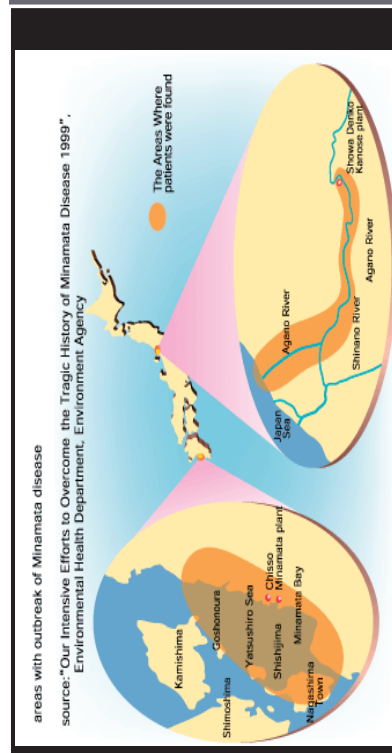 areas with outbreak of Minamata disease
source:"Our Intensive Efforts to Overcome the Tragic History of Minamata Disease 1999",
Environmental Health Department, Environment Agency
The Areas Where
patients were found
Kamishima
Goshonoura
Shimoshima
Yatsushiro Sea
Chisso
Minamata plant
Shishijima
Minamata Bay
Nagashima
Town
Japan
Sea
Agano River
Shinano River
Agano River
Showa Denko
Kanose plant